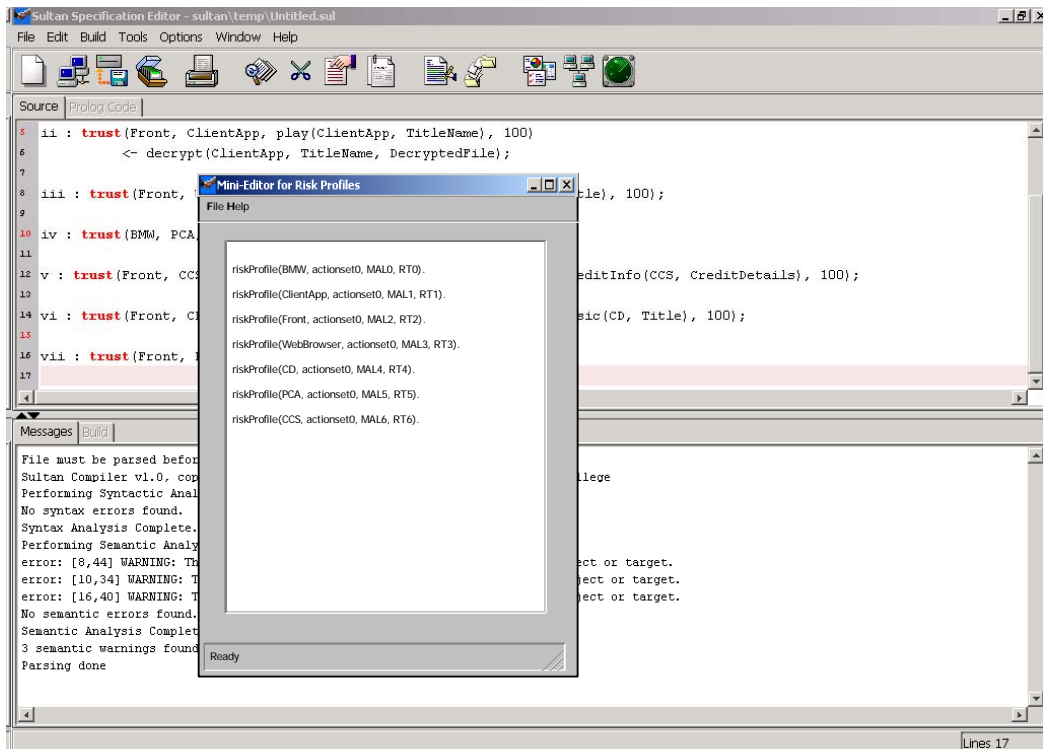 Sultan Specification Editor - sultan\temp\Untitled.sul
File Edit Build Tools Options Window Help
Source Prolog Code
5 ii : trust(Front, ClientApp, play(ClientApp, TitleName), 100)
6 <- decrypt(ClientApp, TitleName, DecryptedFile);
7
8 iii : trust(Front, tle), 100);
9
10 iv : trust(BMW, PCA,
11
12 v : trust(Front, CCS editInfo(CCS, CreditDetails), 100);
13
14 vi : trust(Front, C sic(CD, Title), 100);
15
16 vii : trust(Front,
17
Mini-Editor for Risk Profiles
File Help
riskProfile(BMW, actionset0, MAL0, RT0).
riskProfile(ClientApp, actionset0, MAL1, RT1).
riskProfile(Front, actionset0, MAL2, RT2).
riskProfile(WebBrowser, actionset0, MAL3, RT3).
riskProfile(CD, actionset0, MAL4, RT4).
riskProfile(PCA, actionset0, MAL5, RT5).
riskProfile(CCS, actionset0, MAL6, RT6).
Ready
Messages Build
File must be parsed befor
Sultan Compiler v1.0, cop llege
Performing Syntactic Anal
No syntax errors found.
Syntax Analysis Complete.
Performing Semantic Analy
error: [8,44] WARNING: Th ect or target.
error: [10,34] WARNING: T ject or target.
error: [16,40] WARNING: T ject or target.
No semantic errors found.
Semantic Analysis Complet
3 semantic warnings found
Parsing done
Lines 17